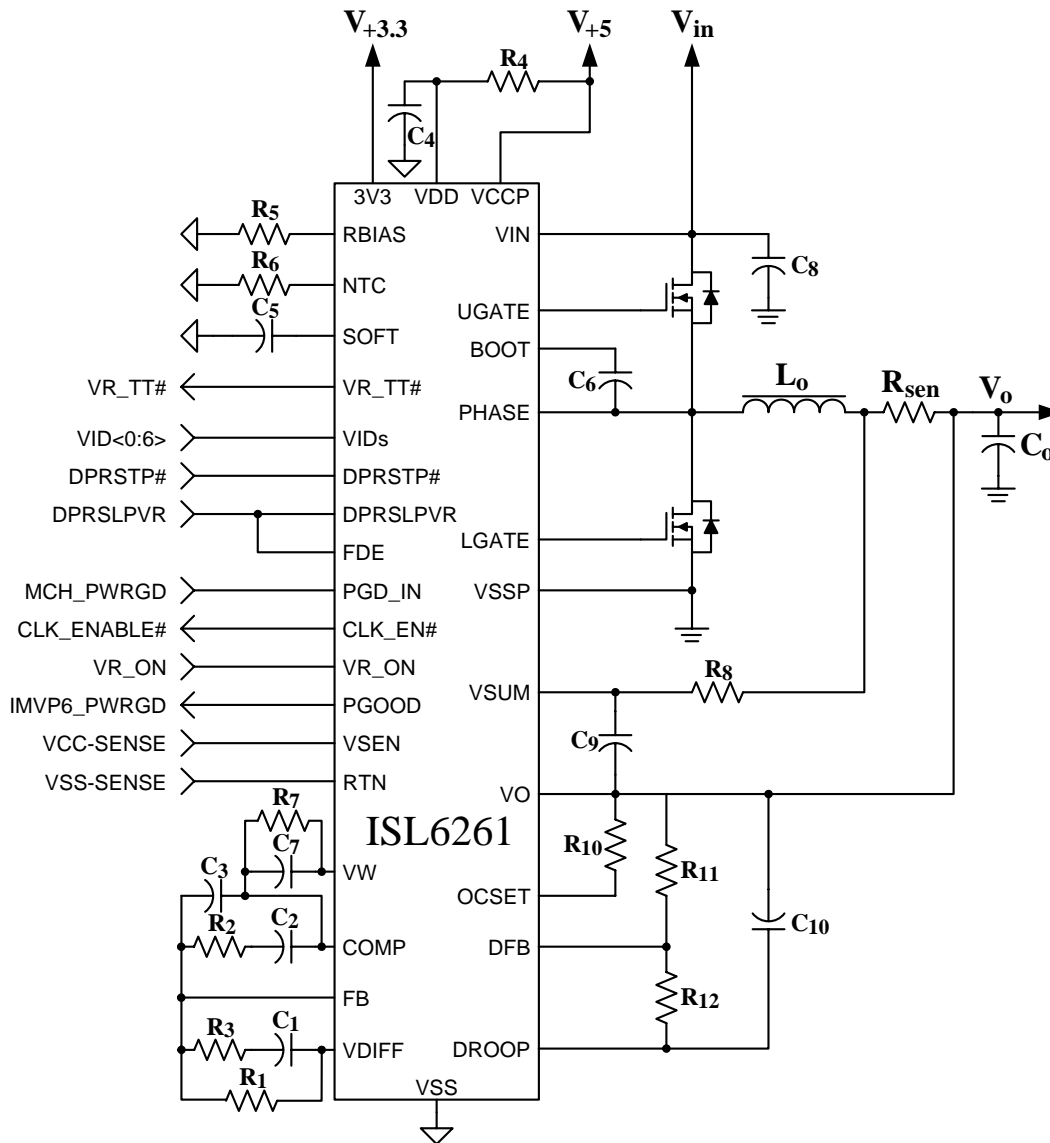 V+3.3
V+5
Vin
R4
C4
3V3
VDD
VCCP
R5
RBIAS
VIN
C8
R6
NTC
C5
UGATE
SOFT
BOOT
C6
VR_TT#
VR_TT#
PHASE
Lo
Rsen
Vo
Co
VID<0:6>
VIDs
DPRSTP#
DPRSTP#
DPRSLPVR
DPRSLPVR
LGATE
FDE
MCH_PWRGD
PGD_IN
VSSP
CLK_ENABLE#
CLK_EN#
VR_ON
VR_ON
R8
VSUM
IMVP6_PWRGD
PGOOD
VCC-SENSE
VSEN
C9
VSS-SENSE
RTN
VO
R7
ISL6261
C7
VW
R10
R11
C3
OCSET
R2
C2
COMP
DFB
C10
FB
R12
R3
C1
VDIFF
DROOP
R1
VSS